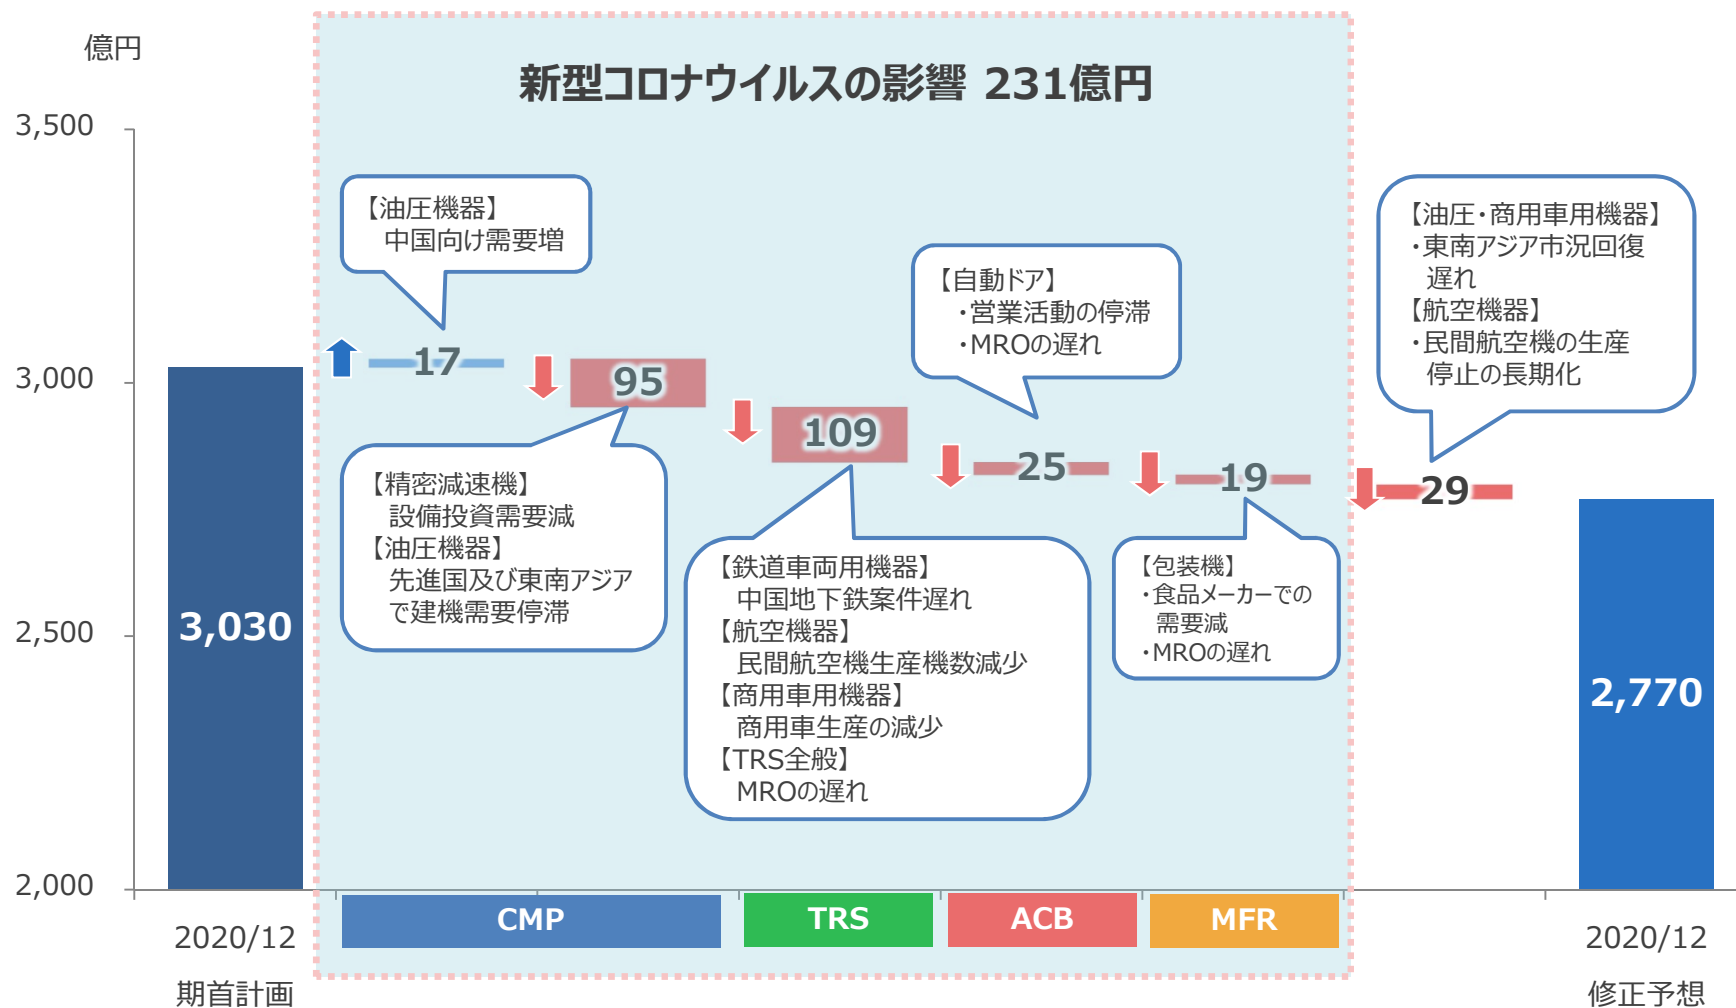 億円
新型コロナウイルスの影響 231億円
3,500
3,000
2,500
2,000
【油圧機器】
中国向け需要増
【自動ドア】
・営業活動の停滞
・MROの遅れ
【油圧・商用車用機器】
・東南アジア市況回復
遅れ
【航空機器】
・民間航空機の生産
停止の長期化
17
95
109
25
19
29
【精密減速機】
設備投資需要減
【油圧機器】
先進国及び東南アジア
で建機需要停滞
【鉄道車両用機器】
中国地下鉄案件遅れ
【航空機器】
民間航空機生産機数減少
【商用車用機器】
商用車生産の減少
【TRS全般】
MROの遅れ
【包装機】
・食品メーカーでの
需要減
・MROの遅れ
3,030
2,770
CMP
TRS
ACB
MFR
2020/12
期首計画
2020/12
修正予想